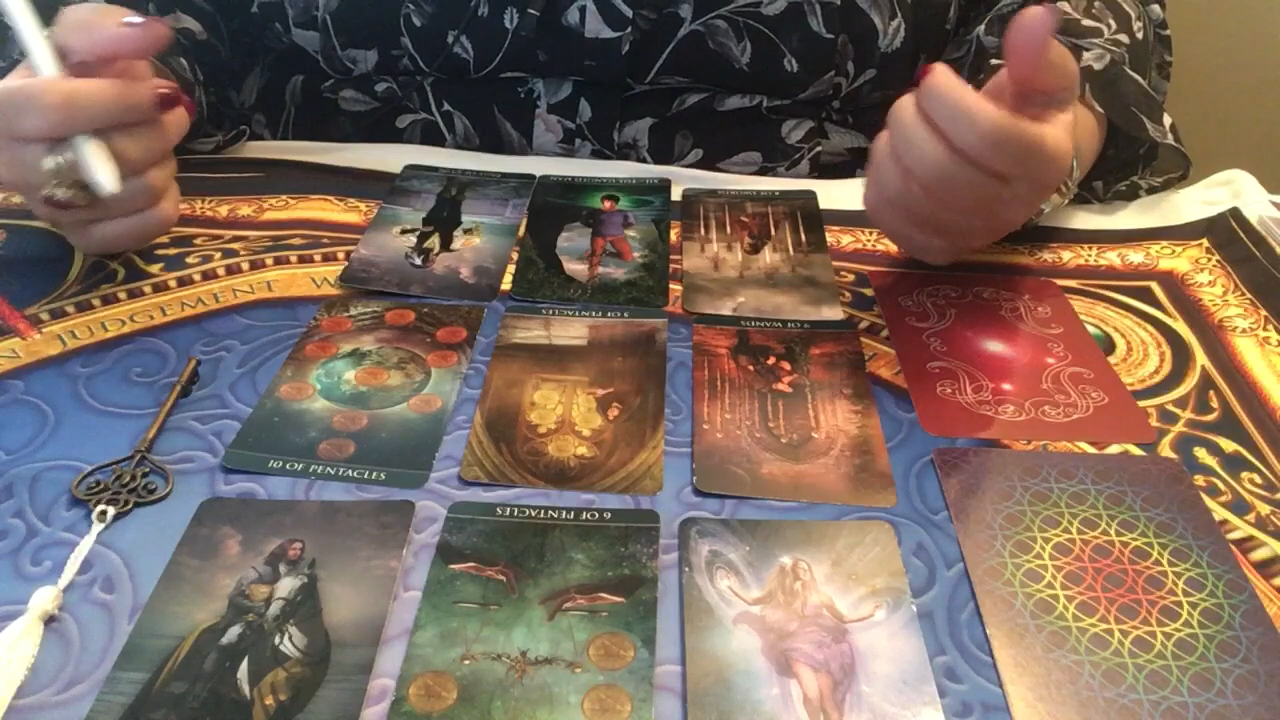 XII · THE HANGED MAN
8 OF SWORDS
JUDGEMENT
5 OF PENTACLES
9 OF WANDS
10 OF PENTACLES
6 OF PENTACLES